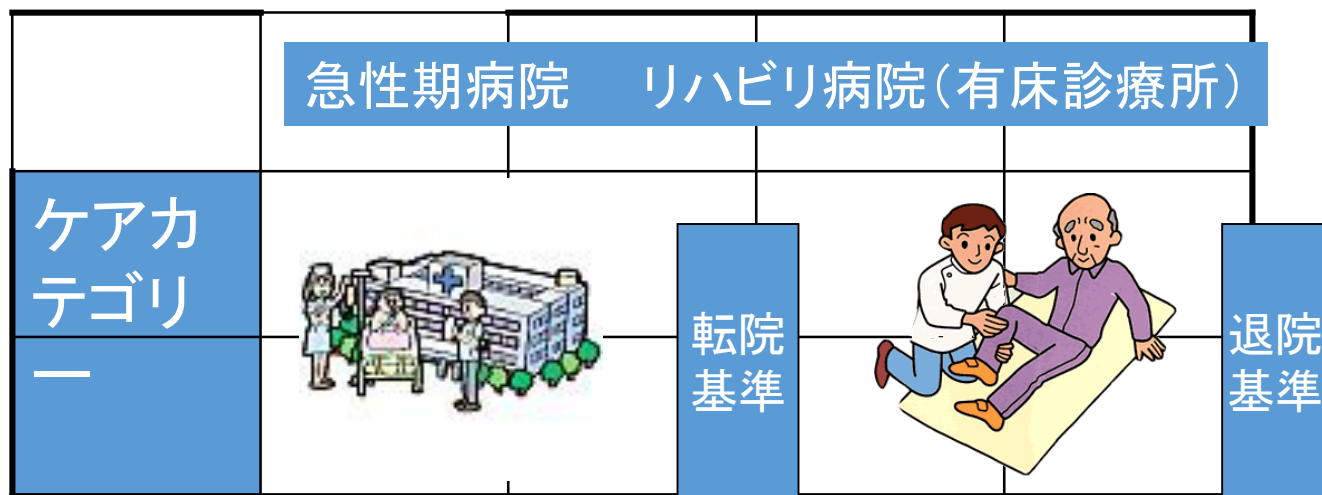 急性期病院　リハビリ病院(有床診療所)
ケアカ
テゴリ
ー
転院
基準
退院
基準